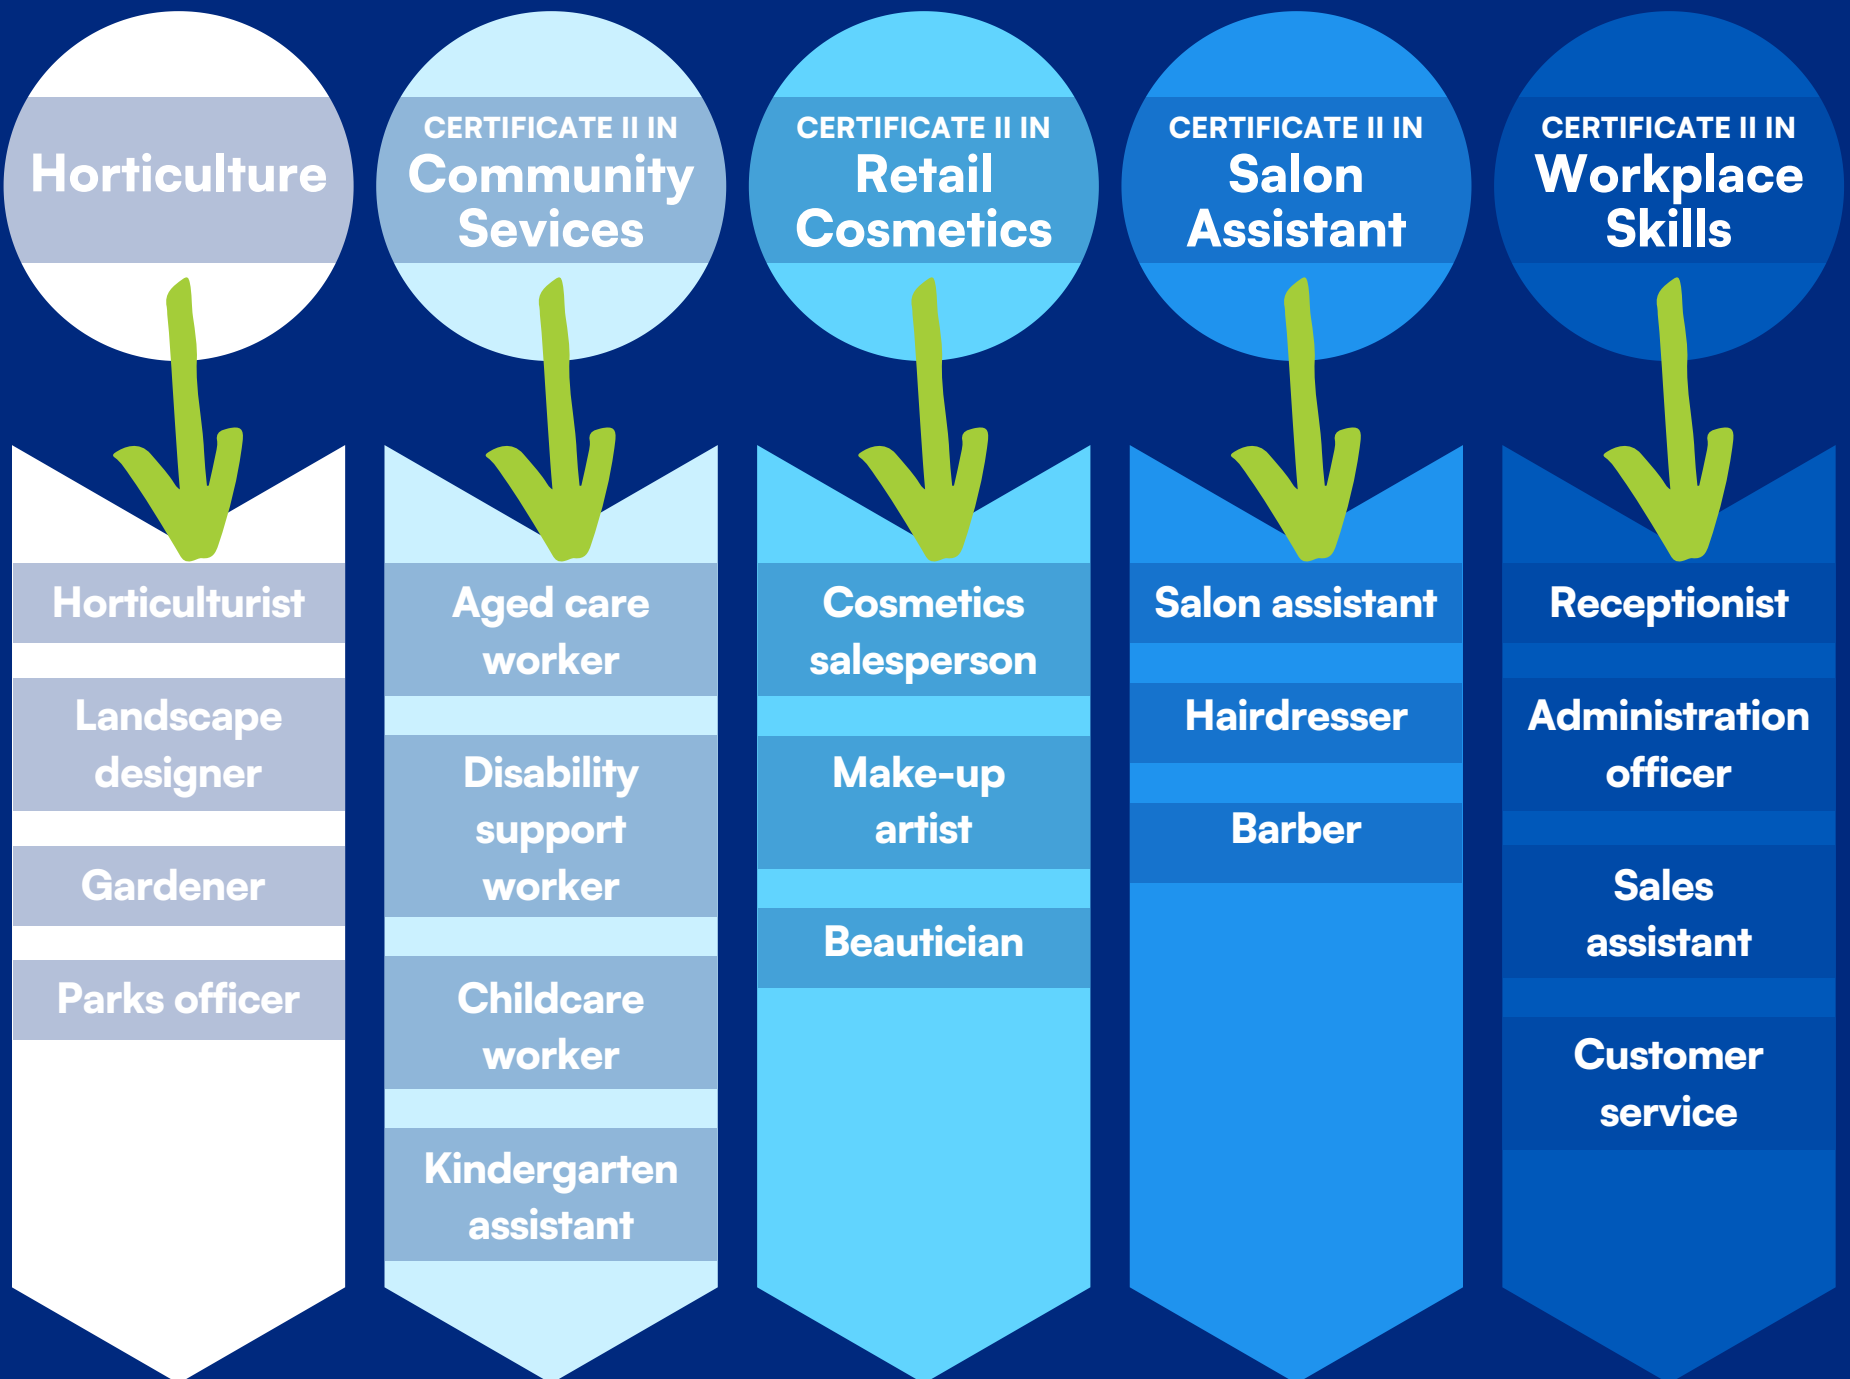 Horticulture
CERTIFICATE II IN
Community
Sevices
CERTIFICATE II IN
Retail
Cosmetics
CERTIFICATE II IN
Salon
Assistant
CERTIFICATE II IN
Workplace
Skills
Horticulturist
Landscape
designer
Gardener
Parks officer
Aged care
worker
Disability
support
worker
Childcare
worker
Kindergarten
assistant
Cosmetics
salesperson
Make-up
artist
Beautician
Salon assistant
Hairdresser
Barber
Receptionist
Administration
officer
Sales
assistant
Customer
service